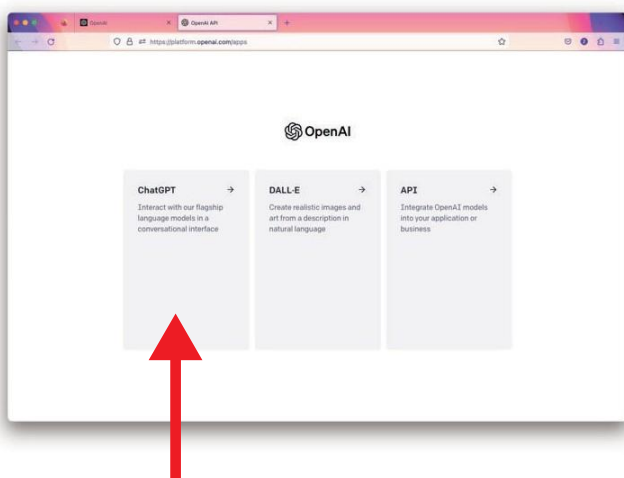 OpenAI
OpenAI API
https://platform.openai.com/apps
OpenAI
ChatGPT
Interact with our flagship
language models in a
conversational interface
DALL·E
Create realistic images and
art from a description in
natural language
API
Integrate OpenAI models
into your application or
business